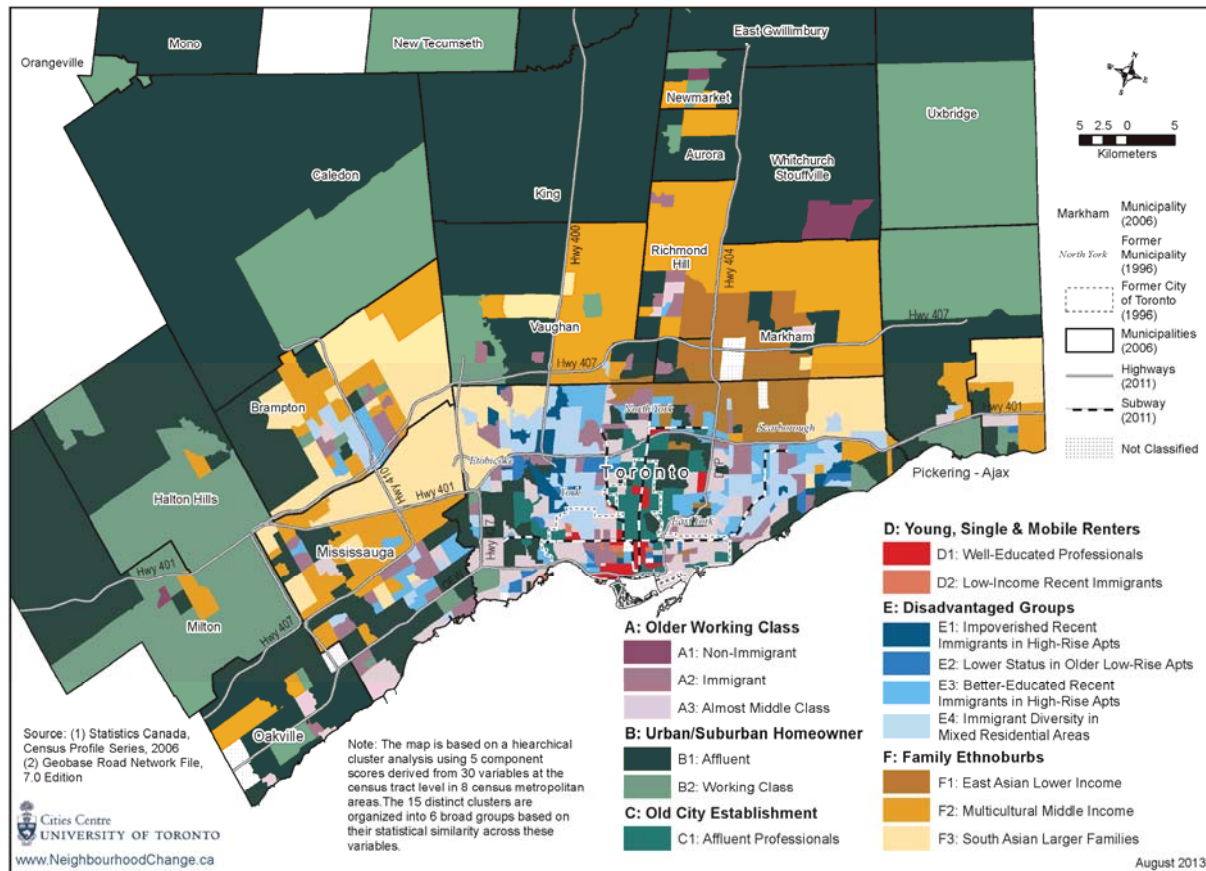 Mono
New Tecumseth
East Gwillimbury
Orangeville
Newmarket
Uxbridge
Aurora
Whitchurch
Stouffville
Caledon
King
Hwy 400
Hwy 404
Richmond
Hill
Vaughan
Markham
Hwy 407
Hwy 407
Brampton
North York
Scarborough
Hwy 401
Etobicoke
Toronto
Hwy 410
Hwy 401
York
East York
Pickering - Ajax
Halton Hills
Mississauga
Hwy 401
Milton
Hwy 407
Oakville
N
E
S
5 2.5 0 5
Kilometers
Markham
Municipality
(2006)
North York
Former
Municipality
(1996)
Former City
of Toronto
(1996)
Municipalities
(2006)
Highways
(2011)
Subway
(2011)
Not Classified
A: Older Working Class
A1: Non-Immigrant
A2: Immigrant
A3: Almost Middle Class
B: Urban/Suburban Homeowner
B1: Affluent
B2: Working Class
C: Old City Establishment
C1: Affluent Professionals
D: Young, Single & Mobile Renters
D1: Well-Educated Professionals
D2: Low-Income Recent Immigrants
E: Disadvantaged Groups
E1: Impoverished Recent
Immigrants in High-Rise Apts
E2: Lower Status in Older Low-Rise Apts
E3: Better-Educated Recent
Immigrants in High-Rise Apts
E4: Immigrant Diversity in
Mixed Residential Areas
F: Family Ethnoburbs
F1: East Asian Lower Income
F2: Multicultural Middle Income
F3: South Asian Larger Families
Source: (1) Statistics Canada,
Census Profile Series, 2006
(2) Geobase Road Network File,
7.0 Edition
Note: The map is based on a hiearchical
cluster analysis using 5 component
scores derived from 30 variables at the
census tract level in 8 census metropolitan
areas.The 15 distinct clusters are
organized into 6 broad groups based on
their statistical similarity across these
variables.
Cities Centre
UNIVERSITY OF TORONTO
www.NeighbourhoodChange.ca
August 2013